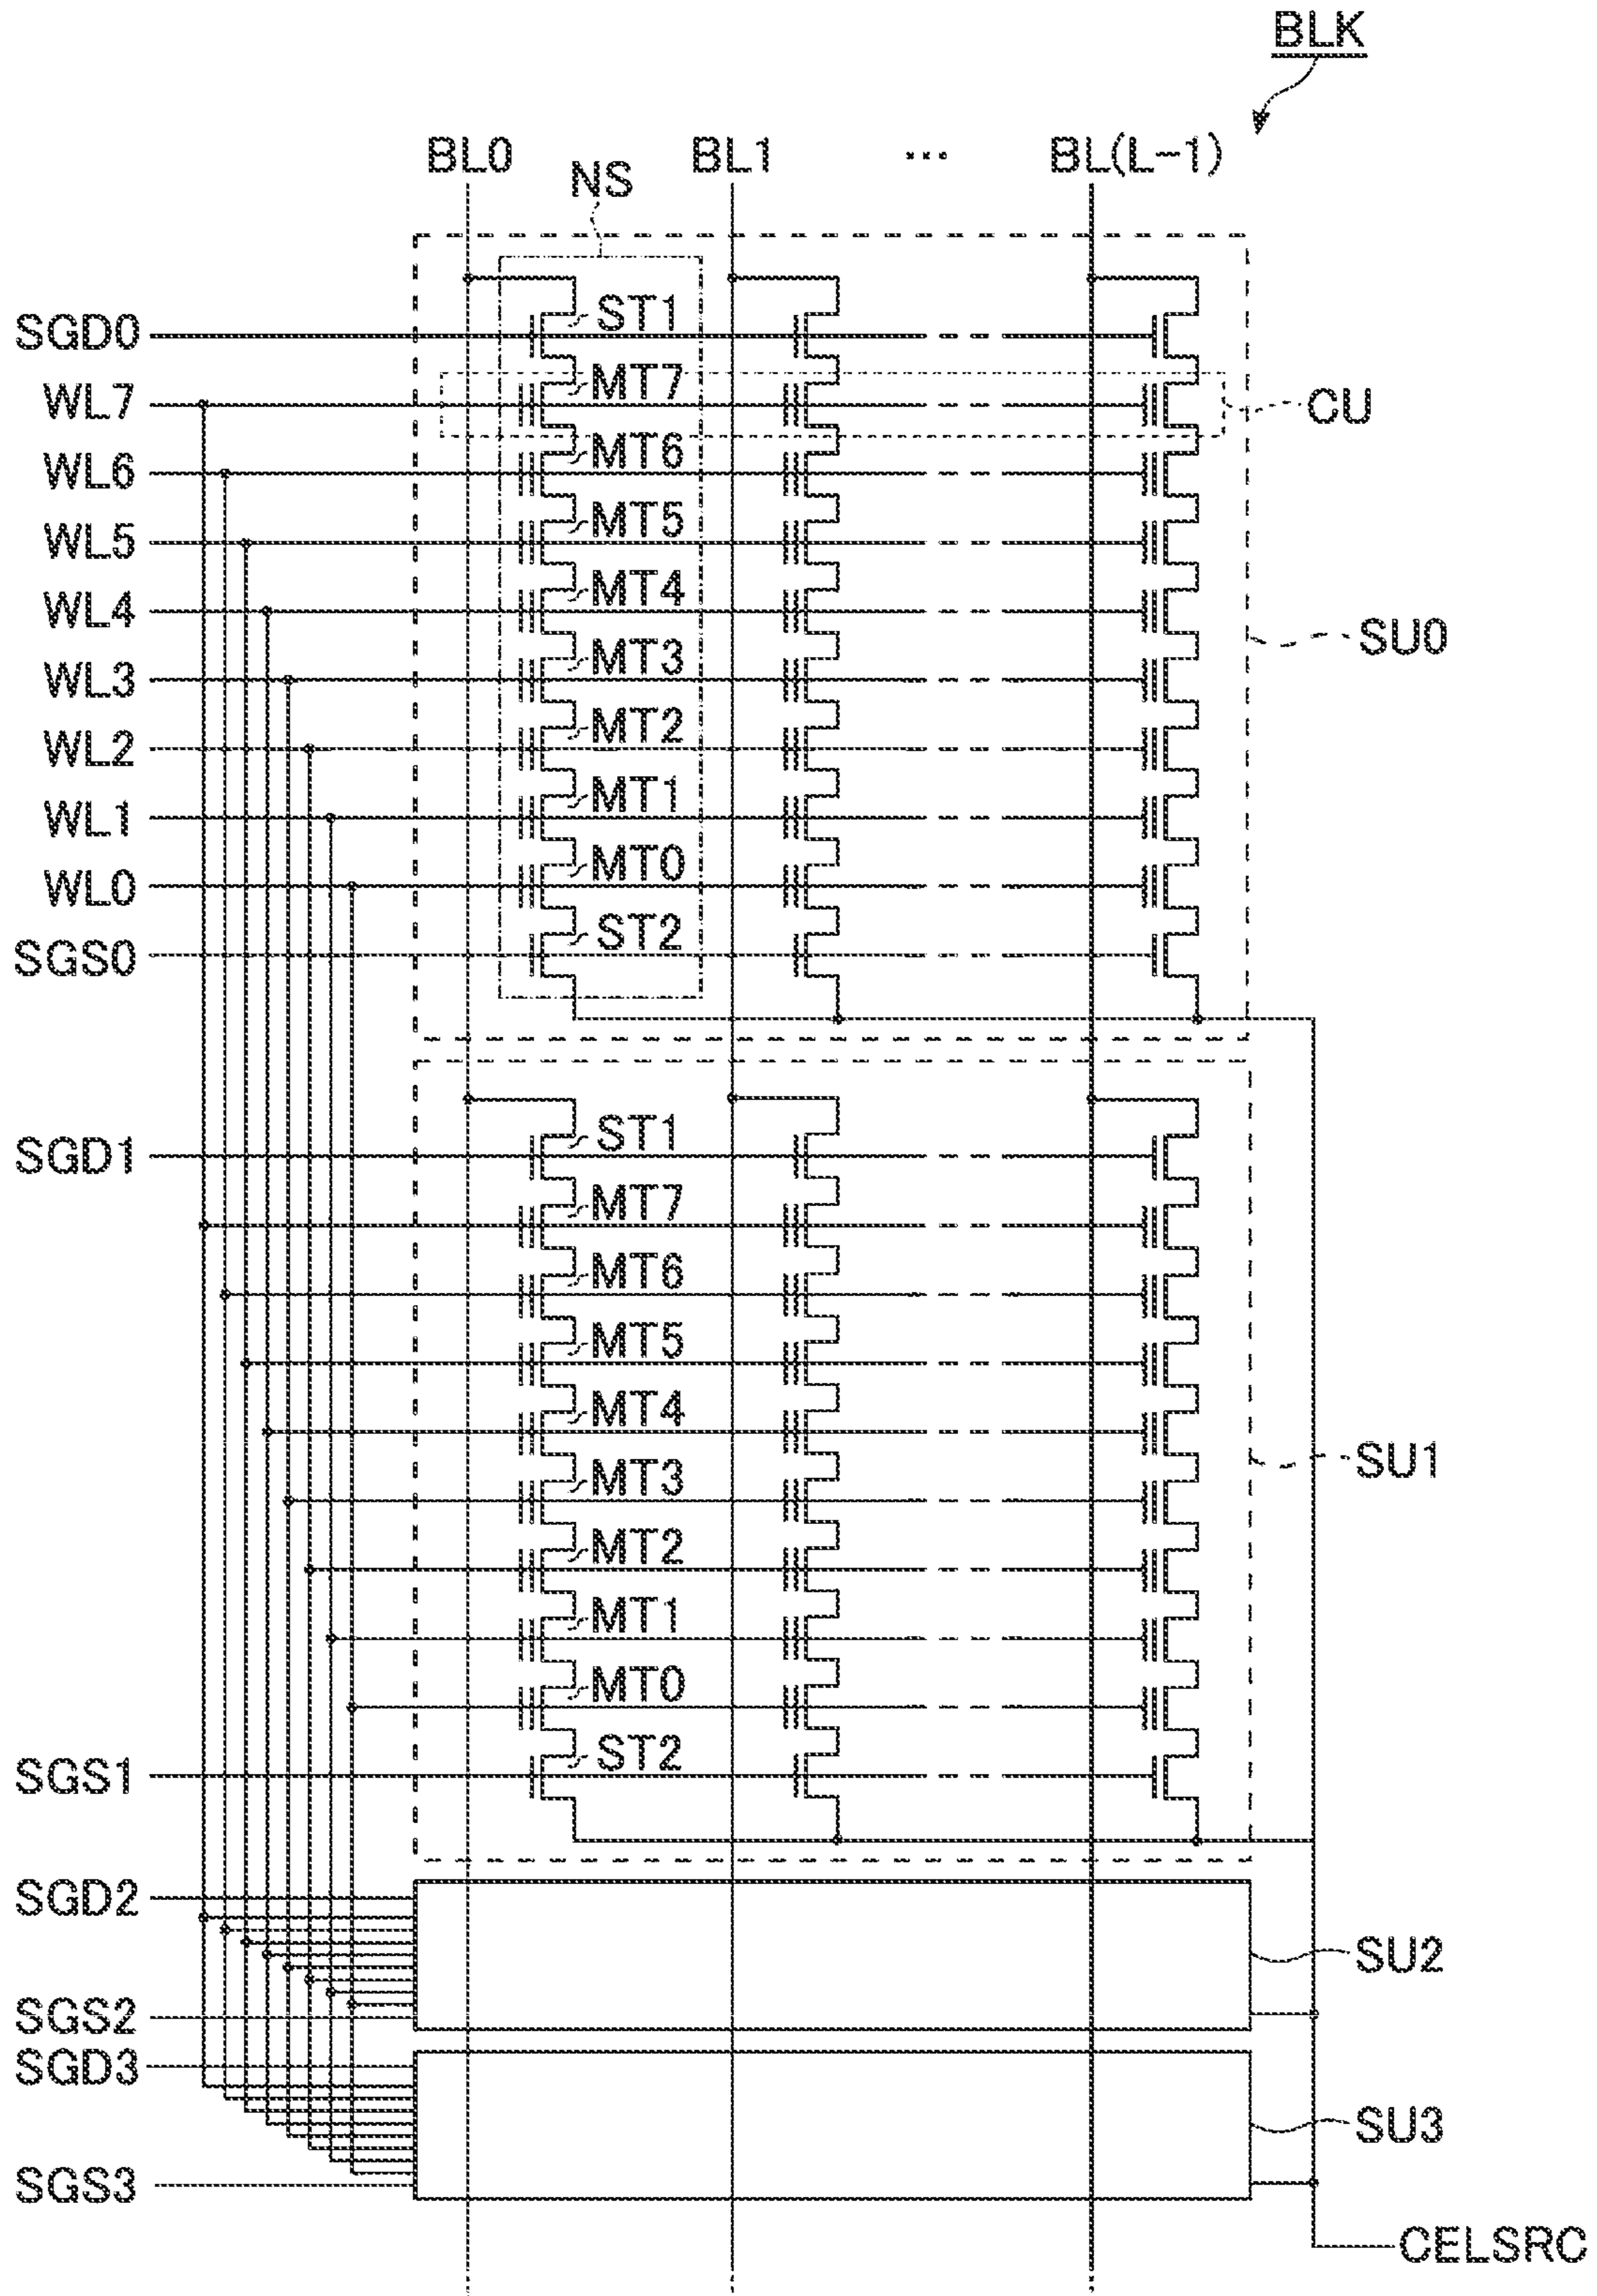 BLK
BL0 BL1 ... BL(L-1)
NS
SGD0 ST1
WL7 MT7 CU
WL6 MT6
WL5 MT5
WL4 MT4
SU0
WL3 MT3
WL2 MT2
WL1 MT1
WL0 MT0
SGS0 ST2
SGD1 ST1
MT7
MT6
MT5
MT4
SU1
MT3
MT2
MT1
MT0
SGS1 ST2
SGD2
SU2
SGS2
SGD3
SU3
SGS3
CELSRC